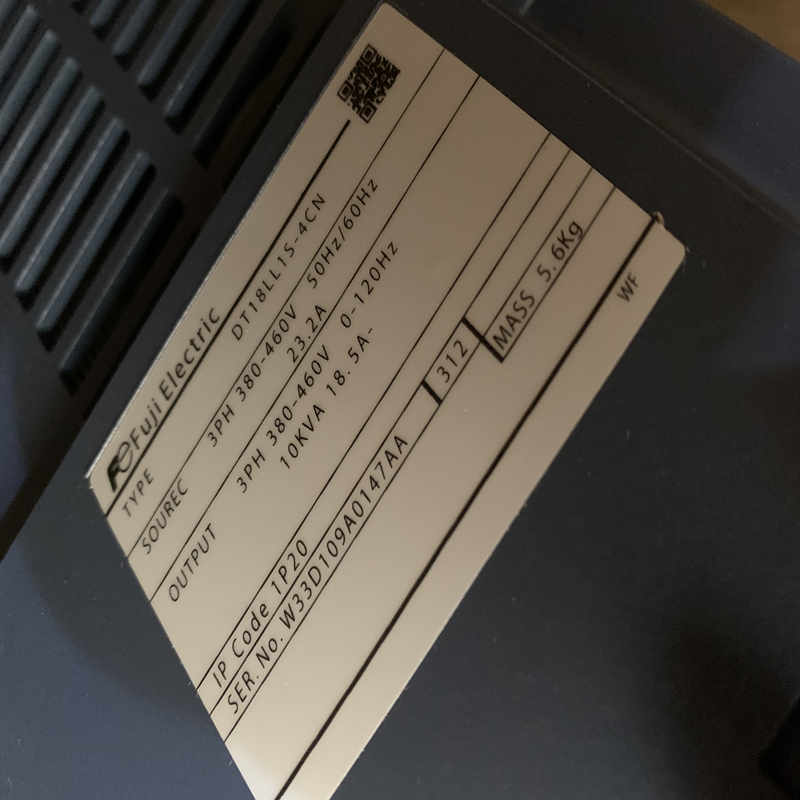 Fe Fuji Electric
TYPE DT18LL1S-4CN
SOUREC 3PH 380-460V 50Hz/60Hz
23.2A
OUTPUT 3PH 380-460V 0-120Hz
10KVA 18.5A-
IP Code 1P20 312 MASS 5.6Kg
SER. No. W33D109A0147AA
WF